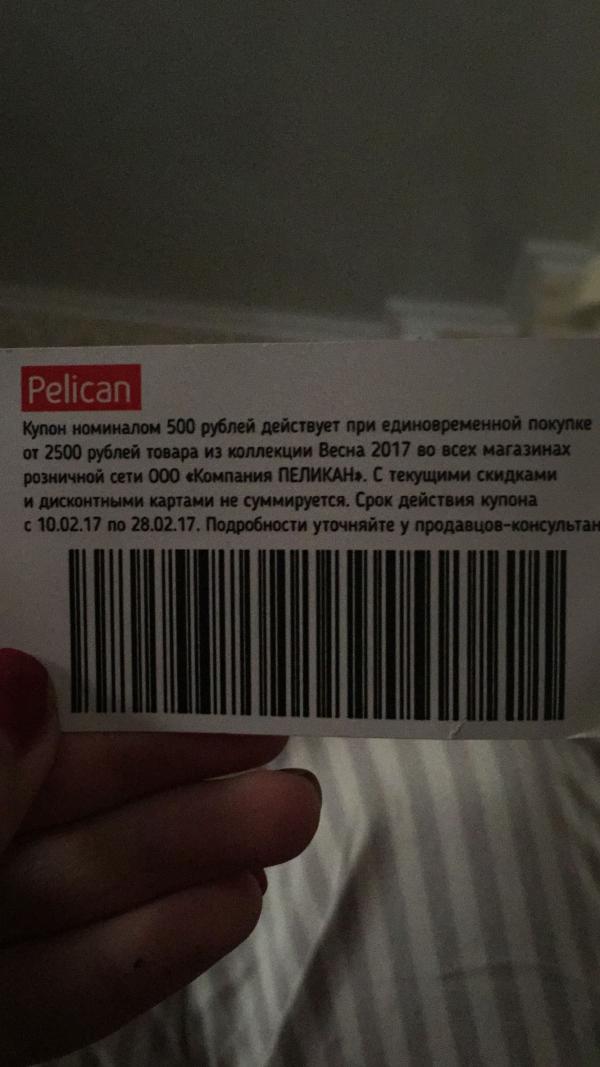 Pelican
Купон номиналом 500 рублей действует при единовременной покупке
от 2500 рублей товара из коллекции Весна 2017 во всех магазинах
розничной сети ООО «Компания ПЕЛИКАН». С текущими скидками
и дисконтными картами не суммируется. Срок действия купона
с 10.02.17 по 28.02.17. Подробности уточняйте у продавцов-консультан